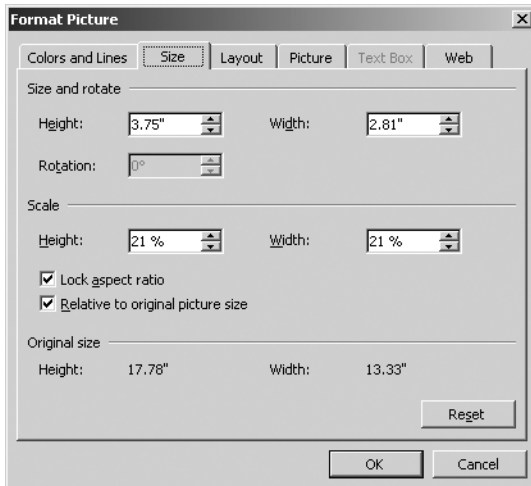 Format Picture
Colors and Lines Size Layout Picture Text Box Web
Size and rotate
Height: 3.75" Width: 2.81"
Rotation: 0°
Scale
Height: 21 % Width: 21 %
Lock aspect ratio
Relative to original picture size
Original size
Height: 17.78" Width: 13.33"
Reset
OK Cancel